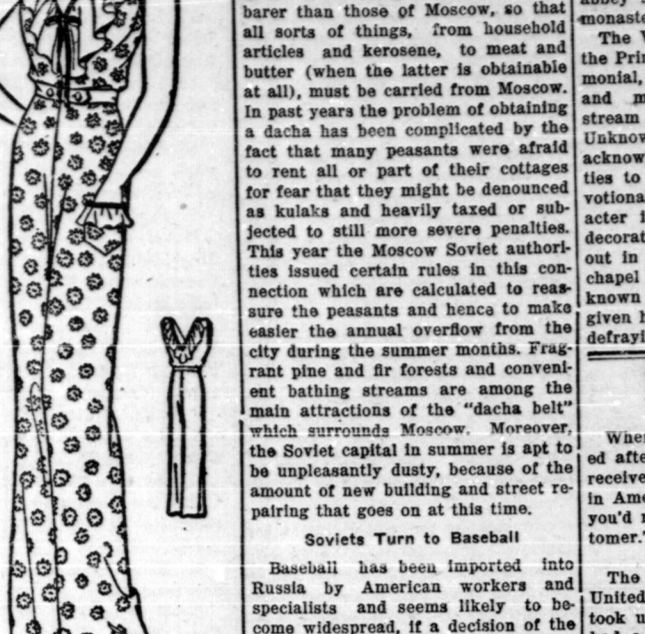 barer than those of Moscow, so that
all sorts of things, from household
articles and kerosene, to meat and
butter (when the latter is obtainable
at all), must be carried from Moscow.
In past years the problem of obtaining
a dacha has been complicated by the
fact that many peasants were afraid
to rent all or part of their cottages
for fear that they might be denounced
as kulaks and heavily taxed or sub-
jected to still more severe penalties.
This year the Moscow Soviet authori-
ties issued certain rules in this con-
nection which are calculated to reas-
sure the peasants and hence to make
easier the annual overflow from the
city during the summer months. Frag-
rant pine and fir forests and conveni-
ent bathing streams are among the
main attractions of the "dacha belt"
which surrounds Moscow. Moreover,
the Soviet capital in summer is apt to
be unpleasantly dusty, because of the
amount of new building and street re-
pairing that goes on at this time.
Soviets Turn to Baseball
Baseball has been imported into
Russia by American workers and
specialists and seems likely to be-
come widespread, if a decision of the
monaste
The
the Pri
monial,
and m
stream
Unknow
acknow
ties to
votiona
acter i
decorat
out in
chapel
known
given
defrayi
Whe
ed afte
receive
in Ame
you'd
tomer."
The
United
took u